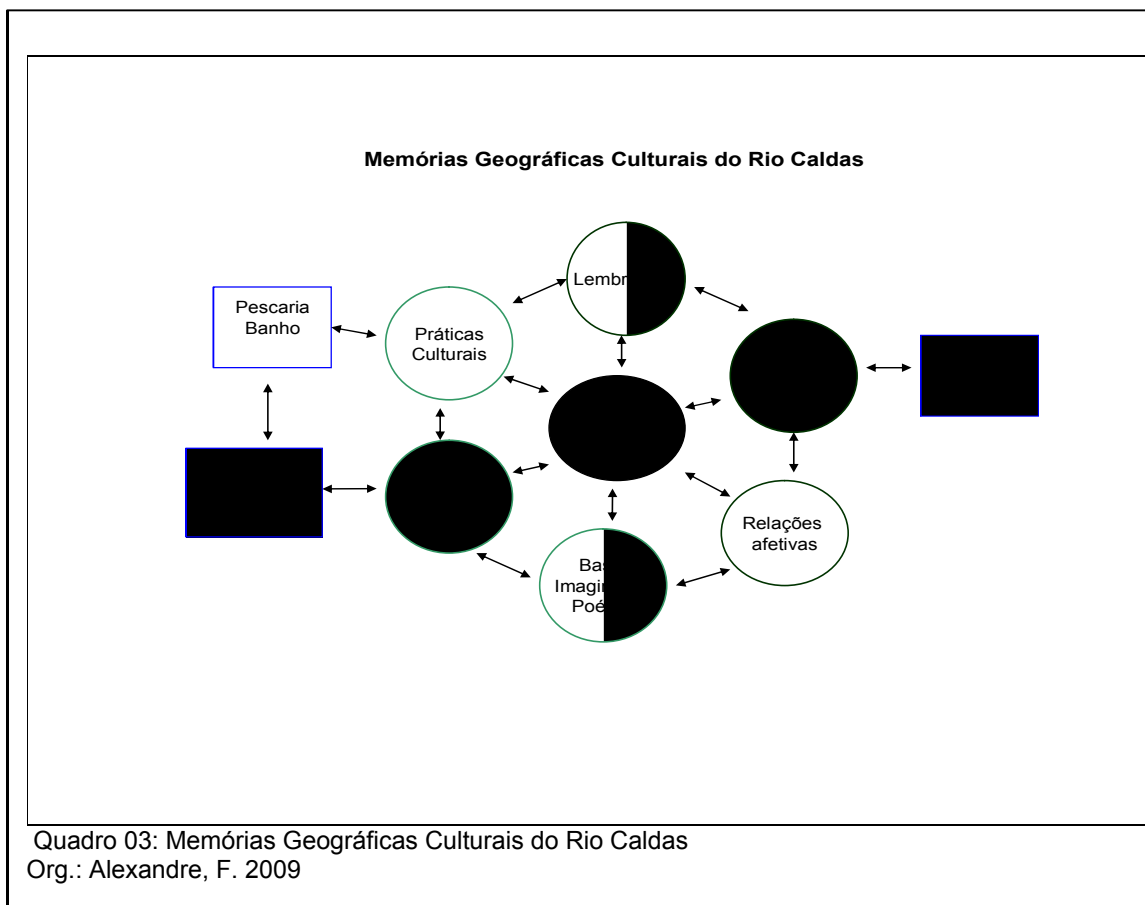 Memórias Geográficas Culturais do Rio Caldas
Pescaria
Banho
Práticas
Culturais
Relações
afetivas
Quadro 03: Memórias Geográficas Culturais do Rio Caldas
Org.: Alexandre, F. 2009